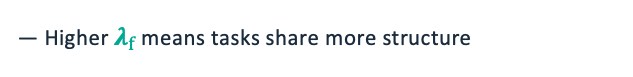 — Higher λf means tasks share more structure